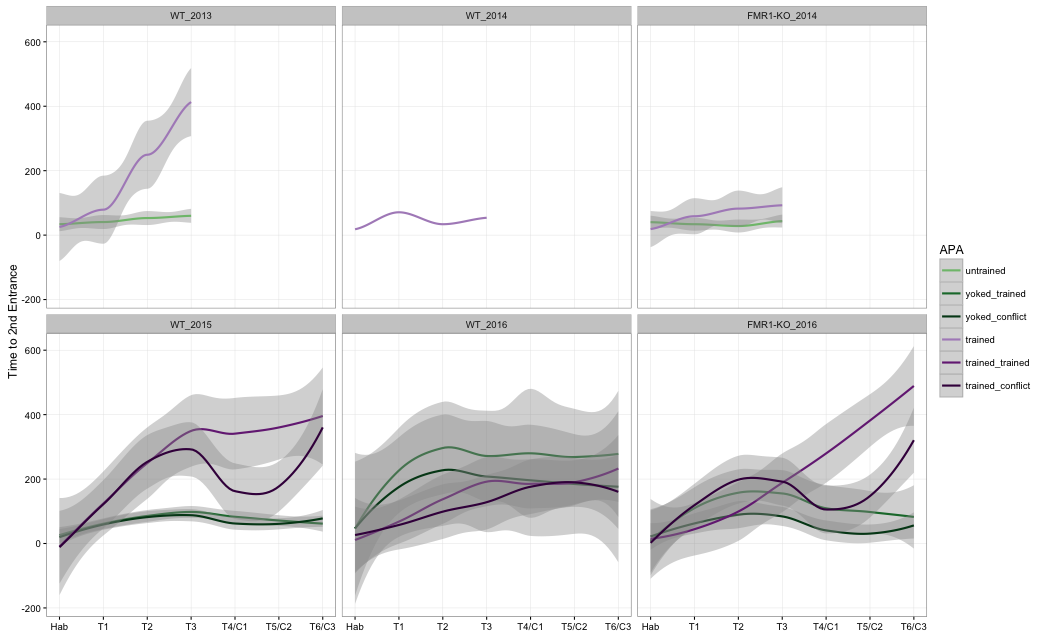 WT_2013 WT_2014 FMR1-KO_2014
600
400
200
0
-200
Time to 2nd Entrance
WT_2015 WT_2016 FMR1-KO_2016
600
400
200
0
-200
Hab T1 T2 T3 T4/C1 T5/C2 T6/C3 Hab T1 T2 T3 T4/C1 T5/C2 T6/C3 Hab T1 T2 T3 T4/C1 T5/C2 T6/C3
APA
untrained
yoked_trained
yoked_conflict
trained
trained_trained
trained_conflict